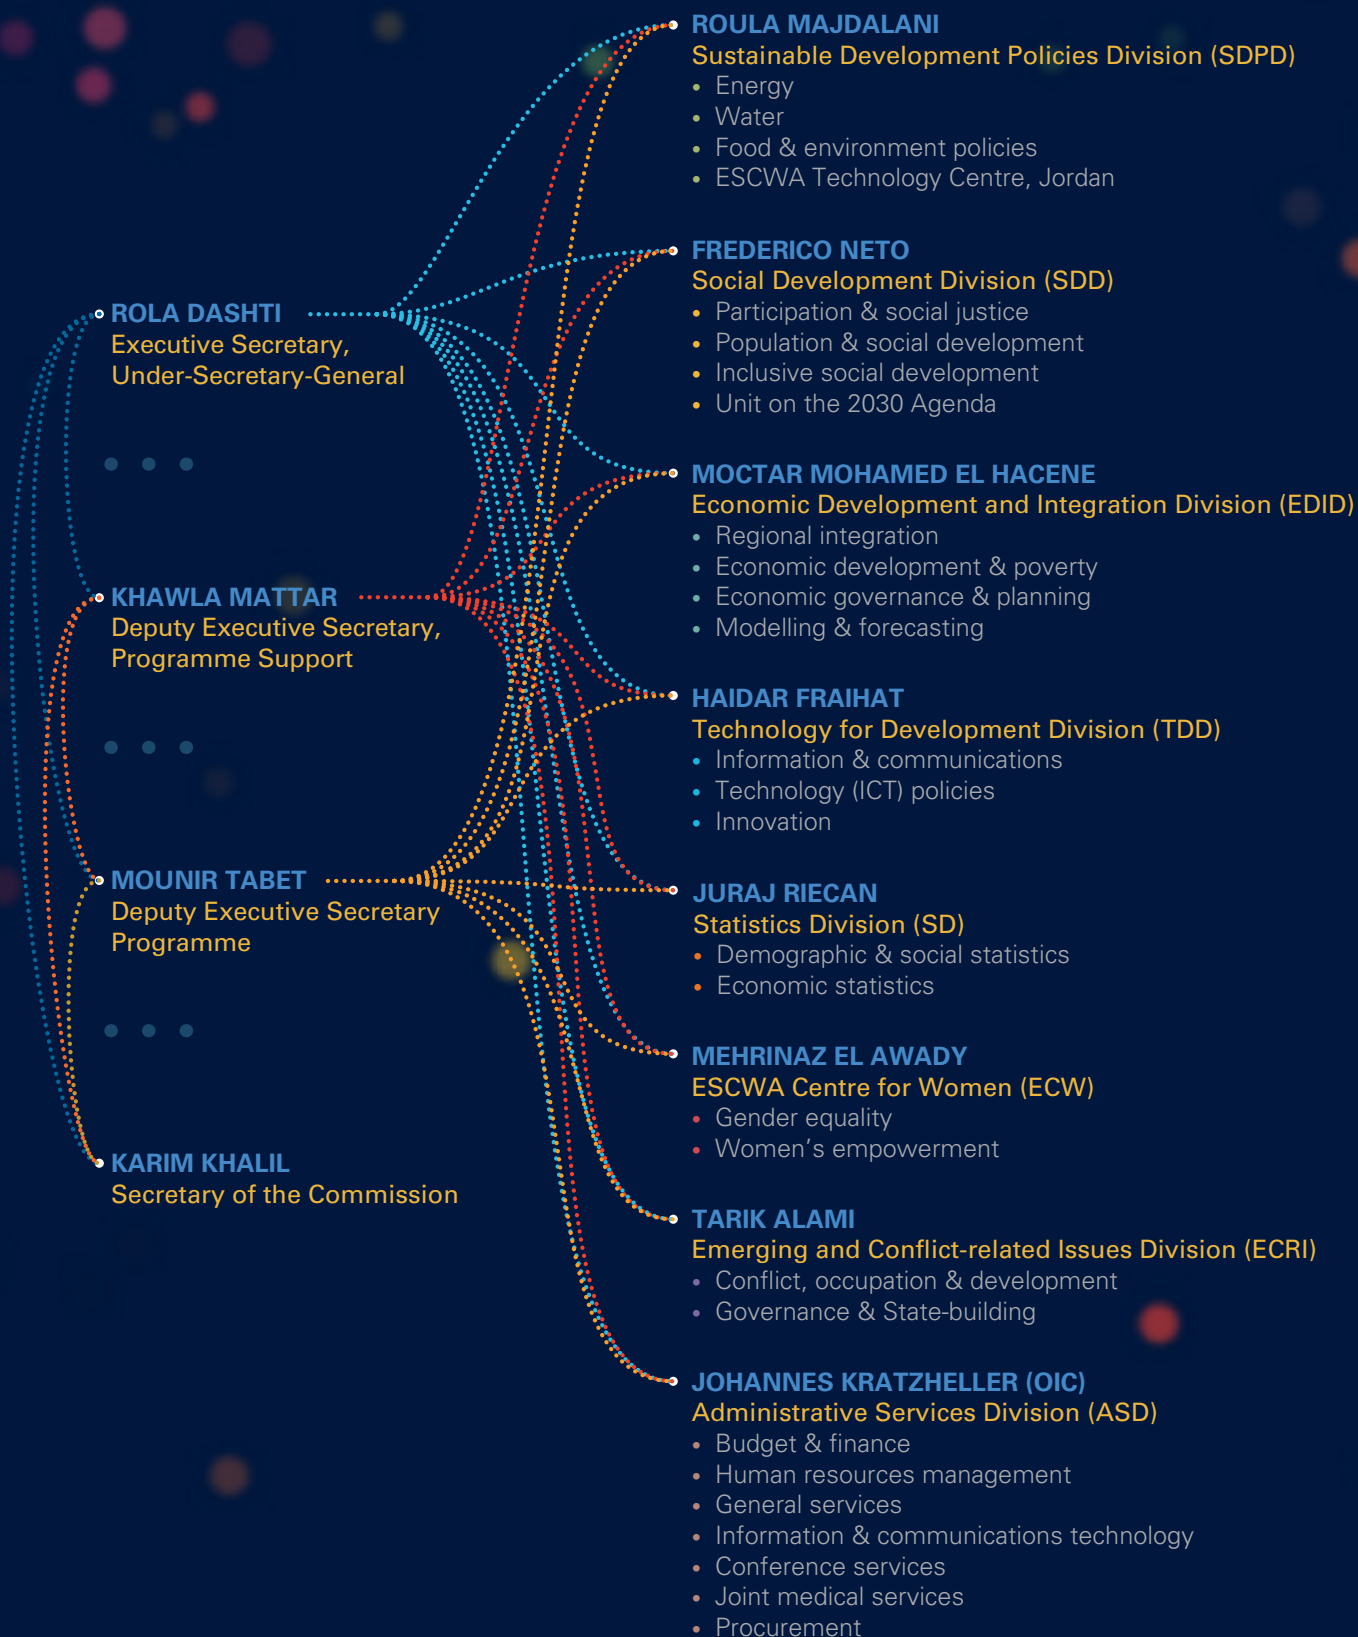 ROLA DASHTI
Executive Secretary,
Under-Secretary-General
KHAWLA MATTAR
Deputy Executive Secretary,
Programme Support
MOUNIR TABET
Deputy Executive Secretary
Programme
KARIM KHALIL
Secretary of the Commission
ROULA MAJDALANI
Sustainable Development Policies Division (SDPD)
• Energy
• Water
• Food & environment policies
• ESCWA Technology Centre, Jordan
FREDERICO NETO
Social Development Division (SDD)
• Participation & social justice
• Population & social development
• Inclusive social development
• Unit on the 2030 Agenda
MOCTAR MOHAMED EL HACENE
Economic Development and Integration Division (EDID)
• Regional integration
• Economic development & poverty
• Economic governance & planning
• Modelling & forecasting
HAIDAR FRAIHAT
Technology for Development Division (TDD)
• Information & communications
• Technology (ICT) policies
• Innovation
JURAJ RIECAN
Statistics Division (SD)
• Demographic & social statistics
• Economic statistics
MEHRINAZ EL AWADY
ESCWA Centre for Women (ECW)
• Gender equality
• Women's empowerment
TARIK ALAMI
Emerging and Conflict-related Issues Division (ECRI)
• Conflict, occupation & development
• Governance & State-building
JOHANNES KRATZHELLER (OIC)
Administrative Services Division (ASD)
• Budget & finance
• Human resources management
• General services
• Information & communications technology
• Conference services
• Joint medical services
• Procurement